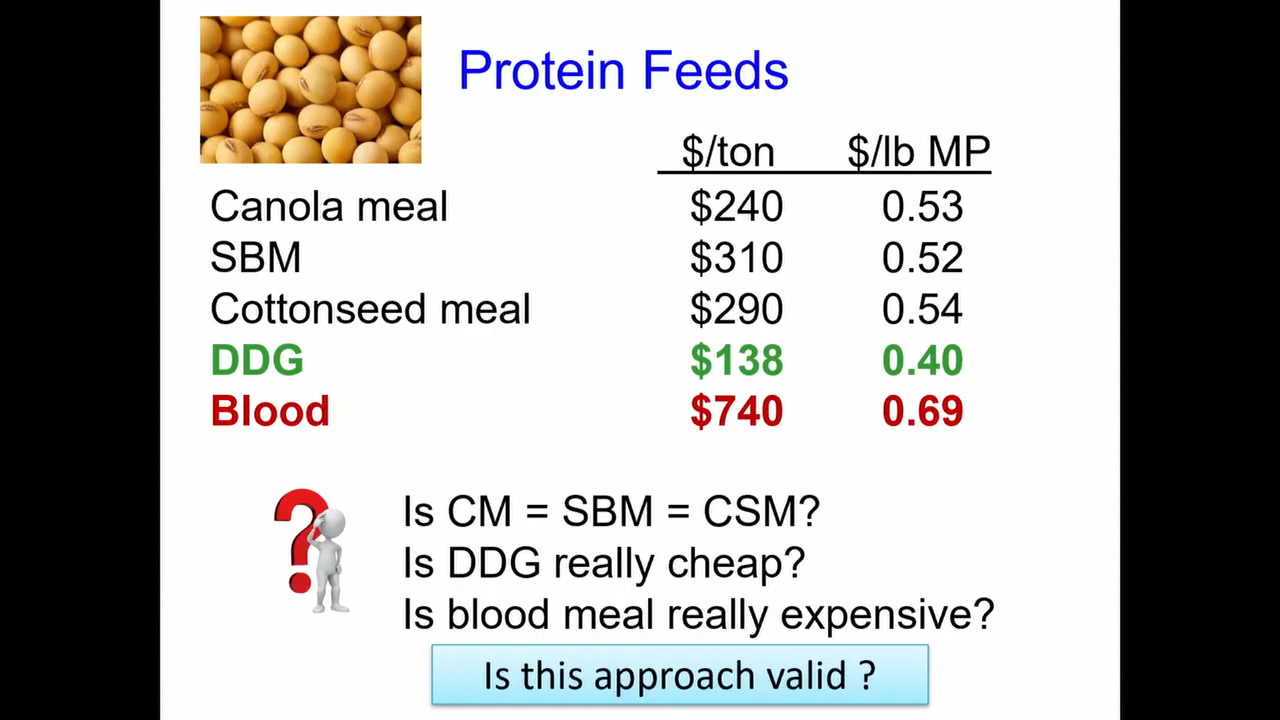 Protein Feeds
$/ton $/lb MP
Canola meal $240 0.53
SBM $310 0.52
Cottonseed meal $290 0.54
DDG $138 0.40
Blood $740 0.69
Is CM = SBM = CSM?
Is DDG really cheap?
Is blood meal really expensive?
Is this approach valid ?